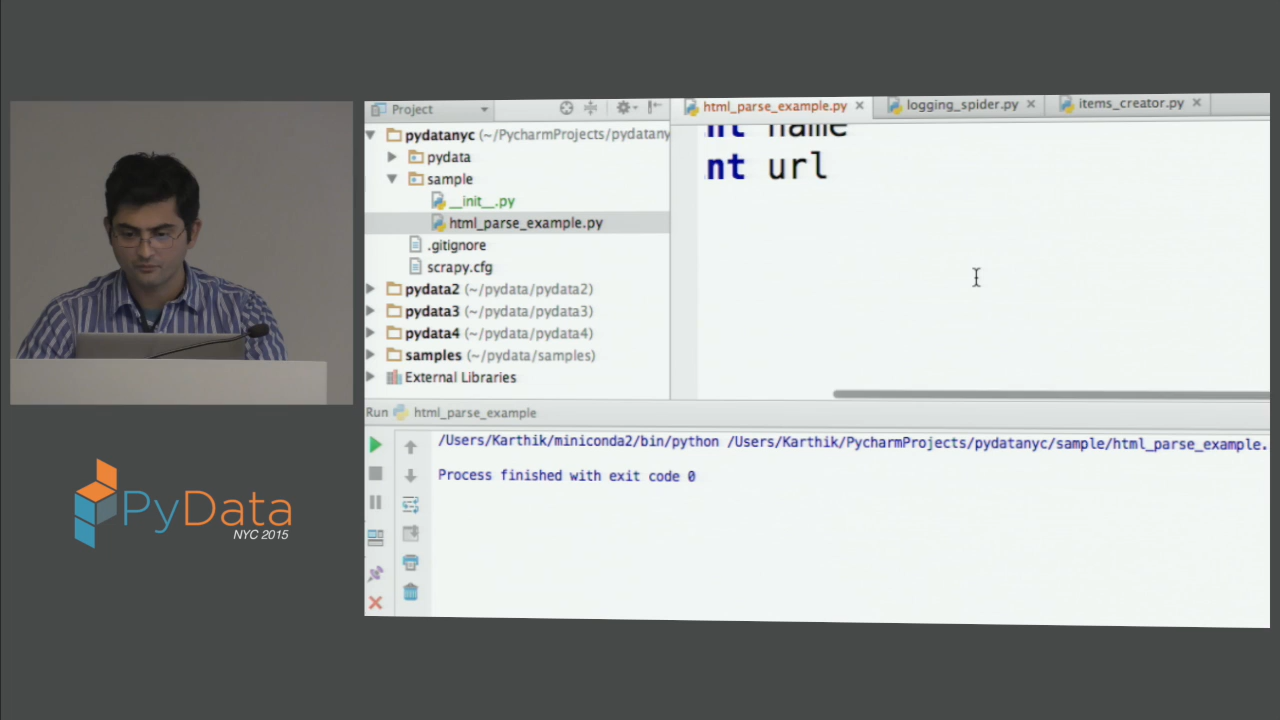 Project
html_parse_example.py
logging_spider.py
items_creator.py
pydatanyc (~/PycharmProjects/pydatany
pydata
sample
__init__.py
html_parse_example.py
.gitignore
scrapy.cfg
pydata2 (~/pydata/pydata2)
pydata3 (~/pydata/pydata3)
pydata4 (~/pydata/pydata4)
samples (~/pydata/samples)
External Libraries
nt name
nt url
Run html_parse_example
/Users/Karthik/miniconda2/bin/python /Users/Karthik/PycharmProjects/pydatanyc/sample/html_parse_example.
Process finished with exit code 0
PyData
NYC 2015